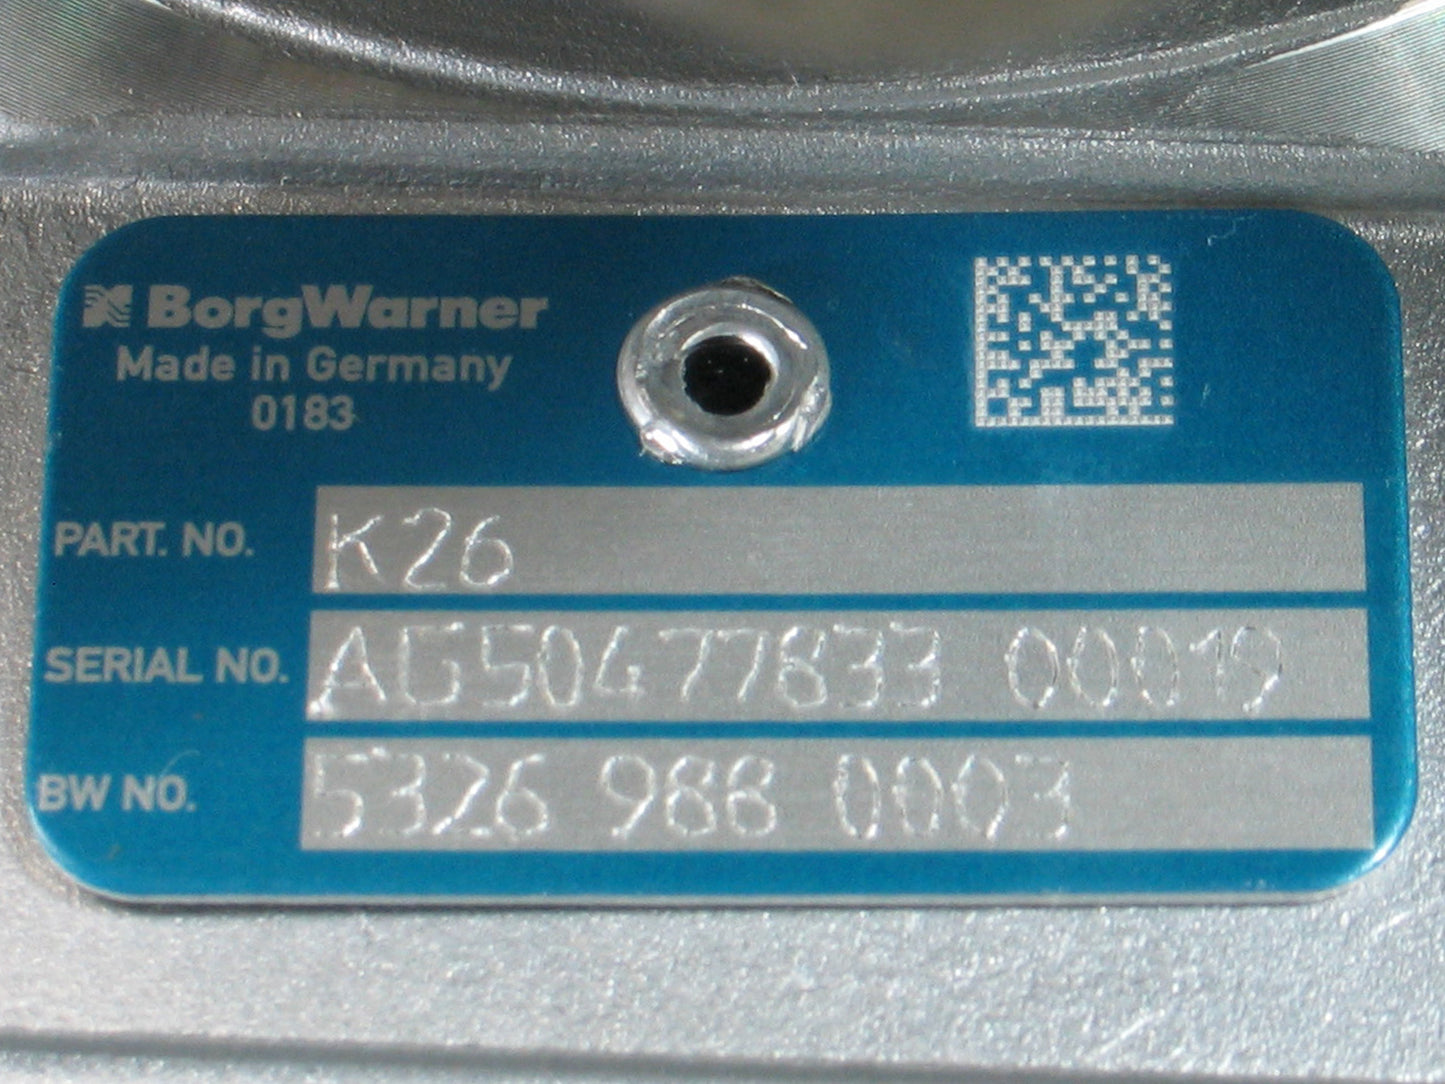 BorgWarner
Made in Germany
0183
PART. NO. K26
SERIAL NO. AG50477833 00019
BW NO. 5326 988 0003